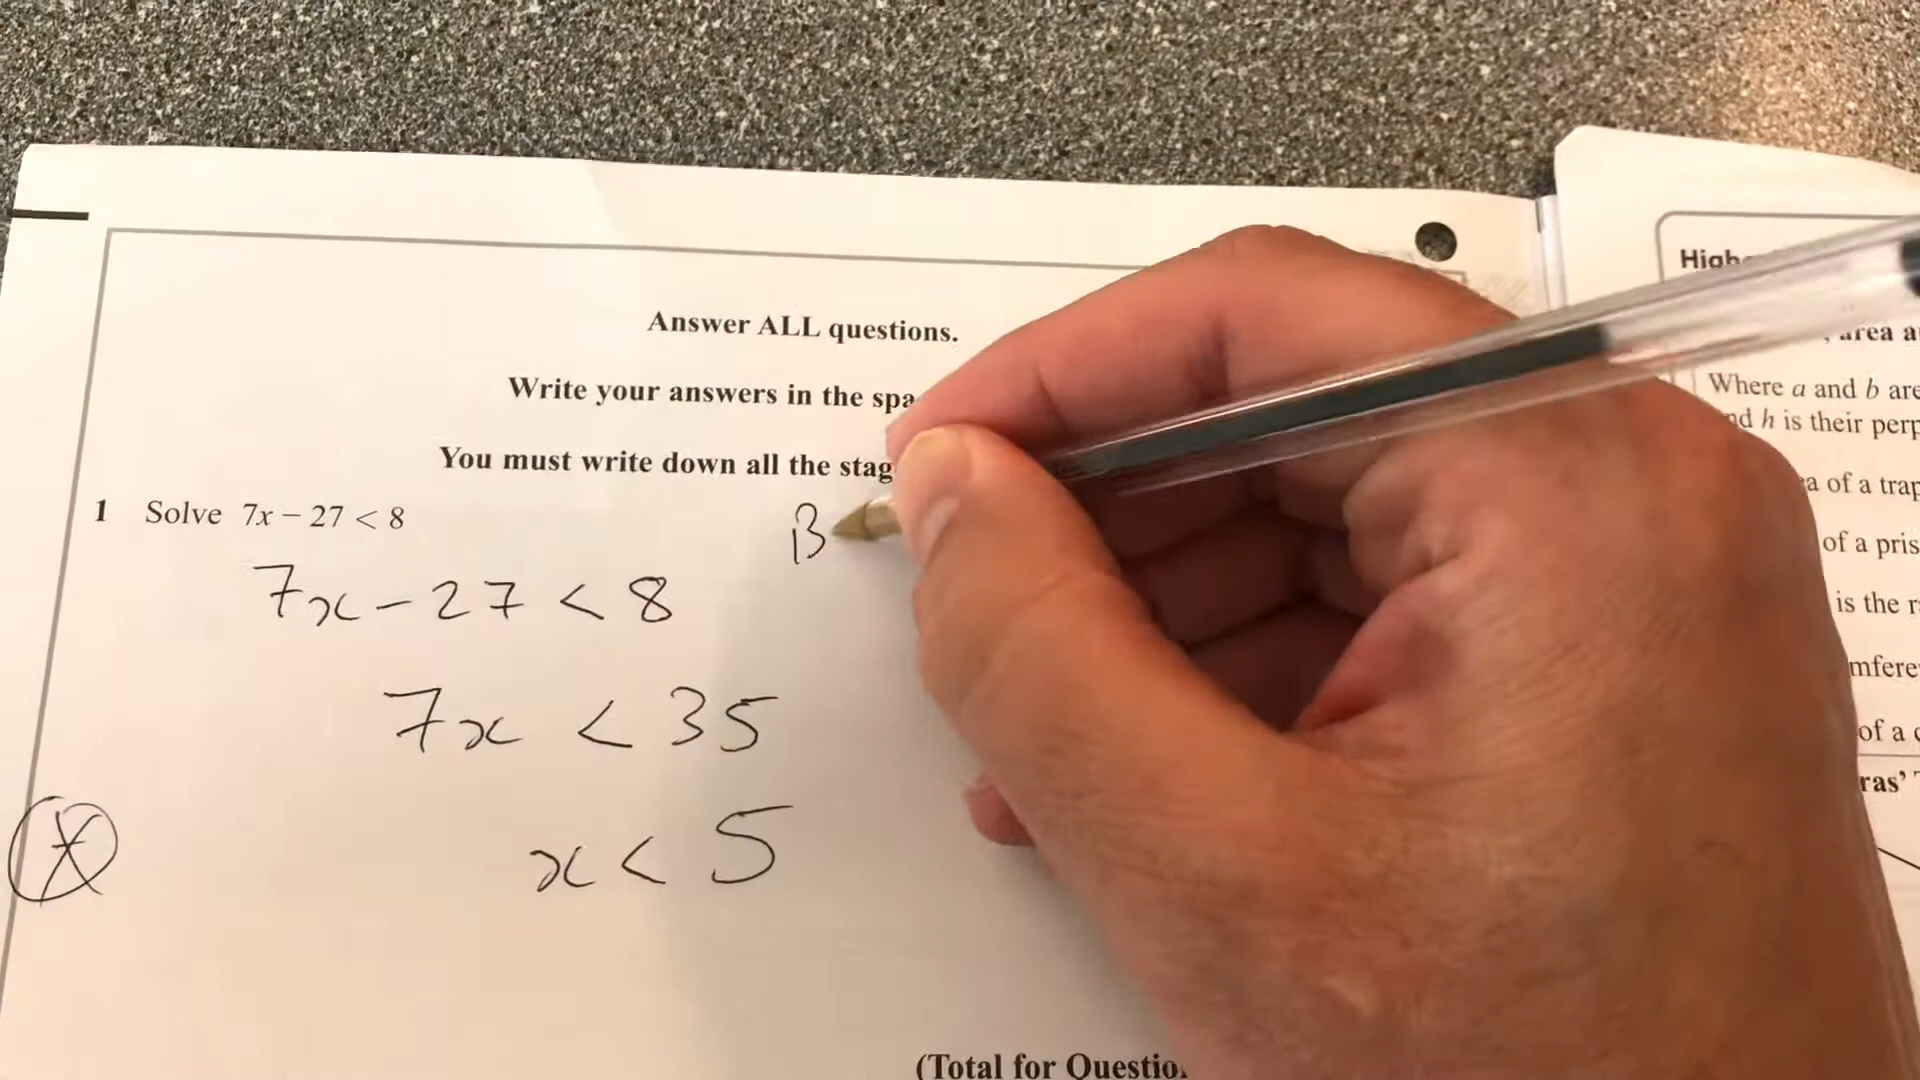 Answer ALL questions.
Write your answers in the spa
You must write down all the stag
1 Solve 7x − 27 < 8
B
7x − 27 < 8
7x < 35
x < 5
(Total for Questio
High
, area a
Where a and b are
nd h is their perp
a of a trap
of a pris
is the r
mfere
of a c
ras’